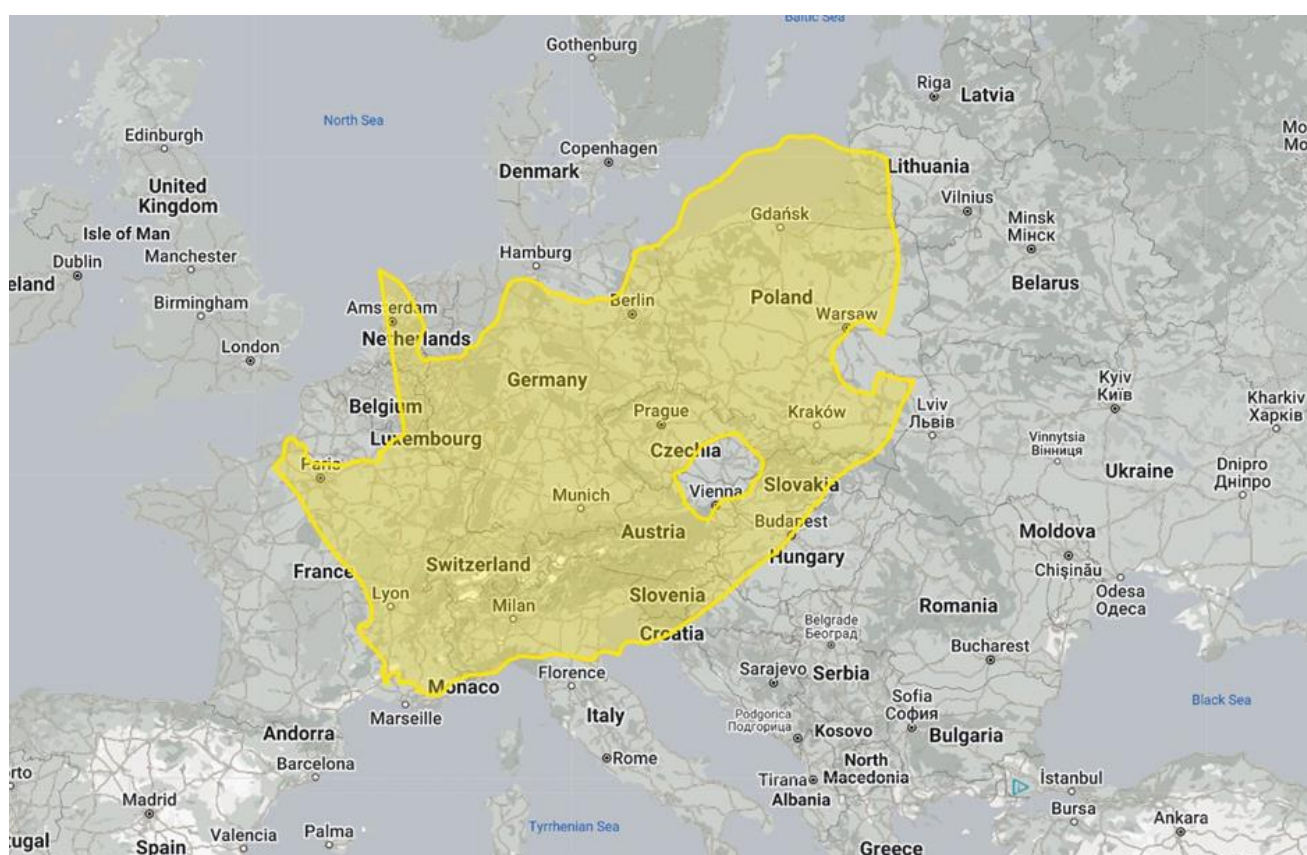 Baltic Sea
Gothenburg
Riga
Latvia
North Sea
Edinburgh
Copenhagen
Denmark
Lithuania
United
Kingdom
Vilnius
Gdańsk
Minsk
Мінск
Isle of Man
Dublin
Manchester
Hamburg
eland
Belarus
Birmingham
Amsterdam
Berlin
Poland
Warsaw
Netherlands
London
Germany
Kyiv
Київ
Belgium
Prague
Kraków
Lviv
Львів
Kharkiv
Харків
Luxembourg
Czechia
Vinnytsia
Вінниця
Paris
Ukraine
Dnipro
Дніпро
Munich
Vienna
Slovakia
Austria
Budapest
Hungary
Moldova
Chișinău
France
Switzerland
Odesa
Одеса
Lyon
Milan
Slovenia
Romania
Croatia
Belgrade
Београд
Bucharest
Florence
Sarajevo
Serbia
Monaco
Marseille
Sofia
София
Black Sea
Italy
Podgorica
Подгорица
Kosovo
Bulgaria
Andorra
Barcelona
Rome
North
Macedonia
Tirana
Albania
İstanbul
Bursa
Madrid
Ankara
Tyrrhenian Sea
Valencia
Palma
tugal
Spain
Greece